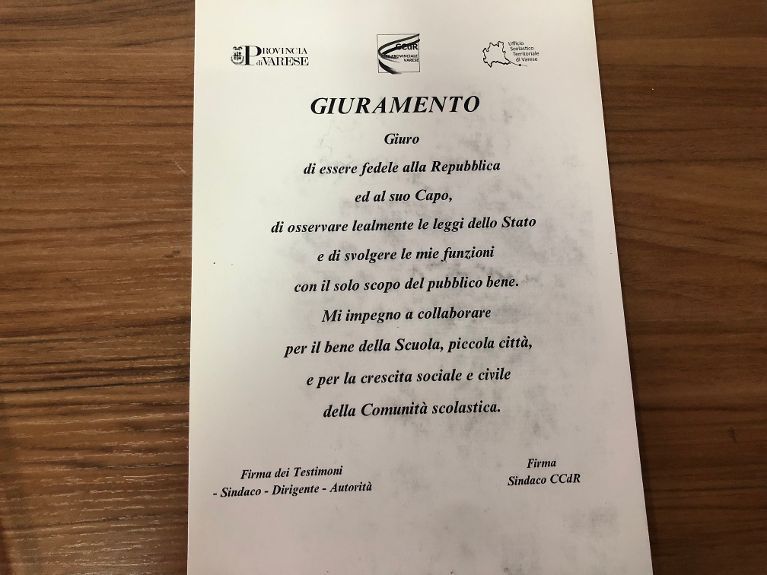 PROVINCIA
di VARESE
CCdR
VARESE
Ufficio
Scolastico
Territoriale
di Varese
GIURAMENTO
Giuro
di essere fedele alla Repubblica
ed al suo Capo,
di osservare lealmente le leggi dello Stato
e di svolgere le mie funzioni
con il solo scopo del pubblico bene.
Mi impegno a collaborare
per il bene della Scuola, piccola città,
e per la crescita sociale e civile
della Comunità scolastica.
Firma dei Testimoni
- Sindaco - Dirigente - Autorità
Firma
Sindaco CCdR